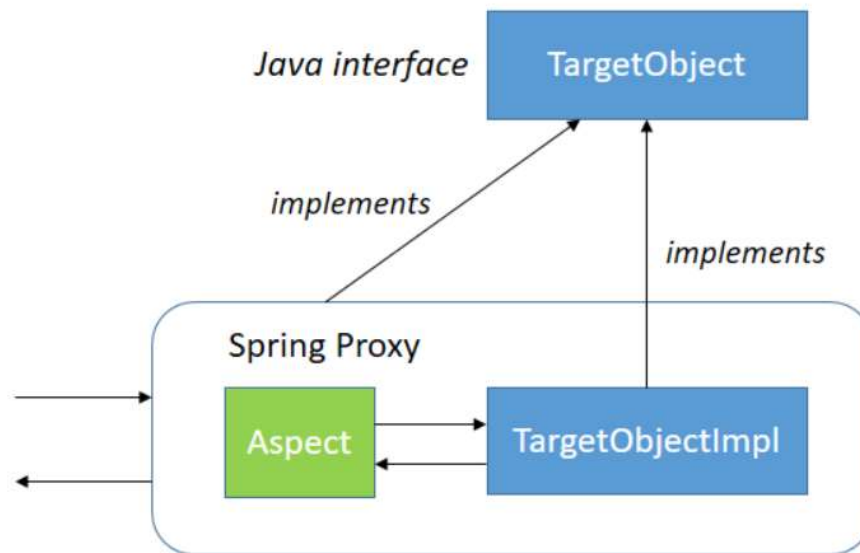 Java interface
TargetObject
implements
implements
Spring Proxy
Aspect
TargetObjectImpl